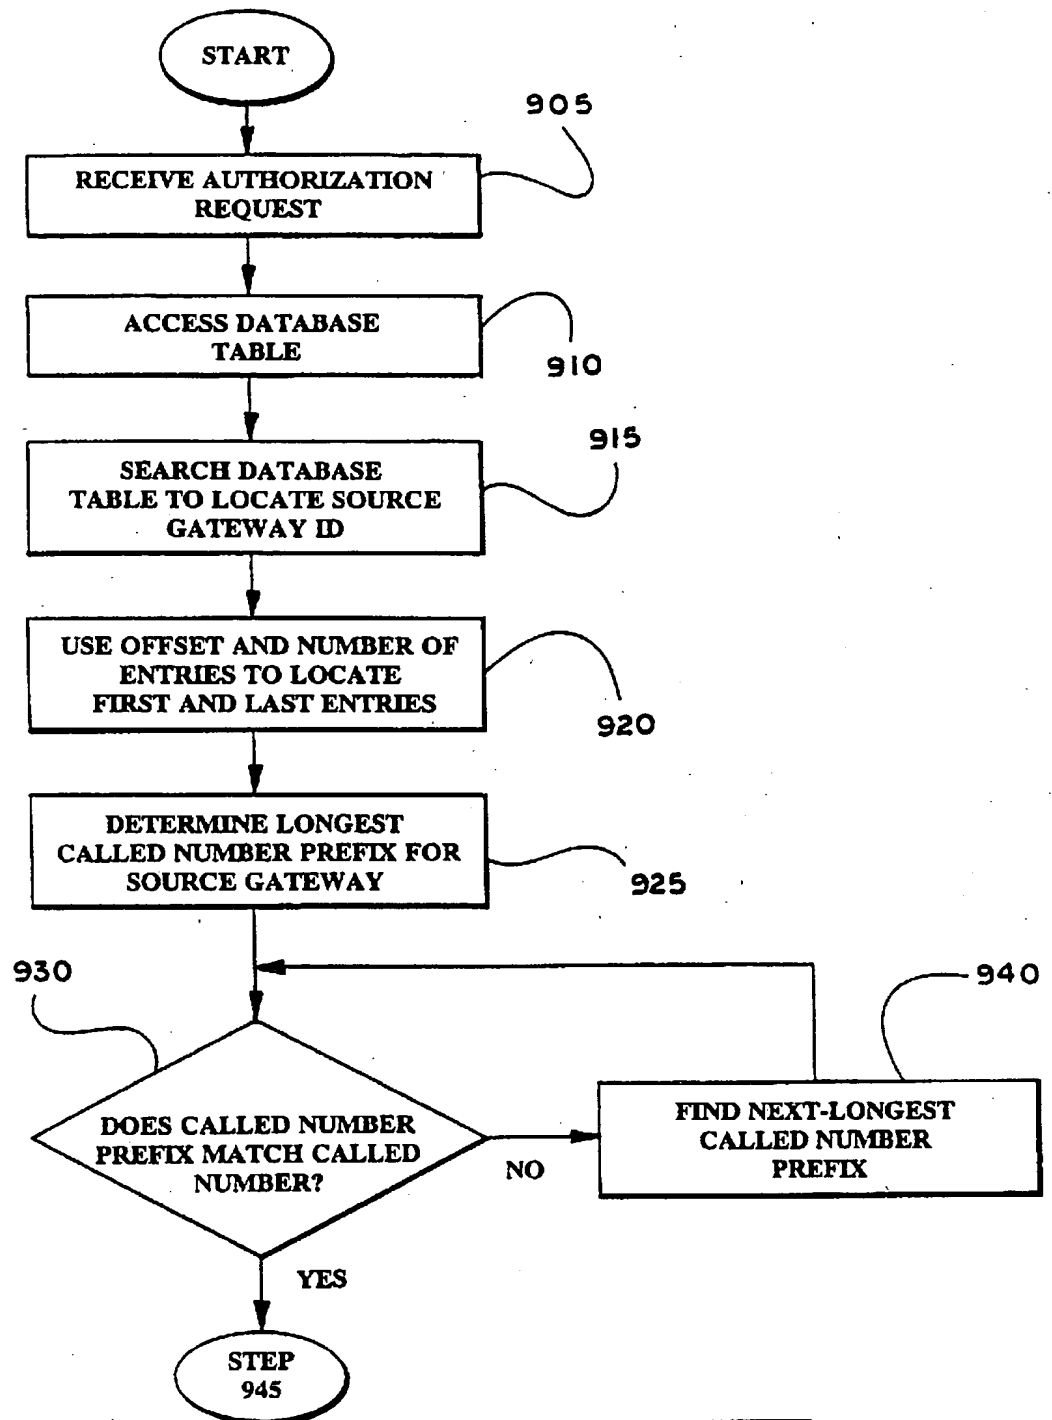 START
905
RECEIVE AUTHORIZATION
REQUEST
ACCESS DATABASE
TABLE
910
915
SEARCH DATABASE
TABLE TO LOCATE SOURCE
GATEWAY ID
USE OFFSET AND NUMBER OF
ENTRIES TO LOCATE
FIRST AND LAST ENTRIES
920
DETERMINE LONGEST
CALLED NUMBER PREFIX FOR
SOURCE GATEWAY
925
930
940
DOES CALLED NUMBER
PREFIX MATCH CALLED
NUMBER?
NO
FIND NEXT-LONGEST
CALLED NUMBER
PREFIX
YES
STEP
945